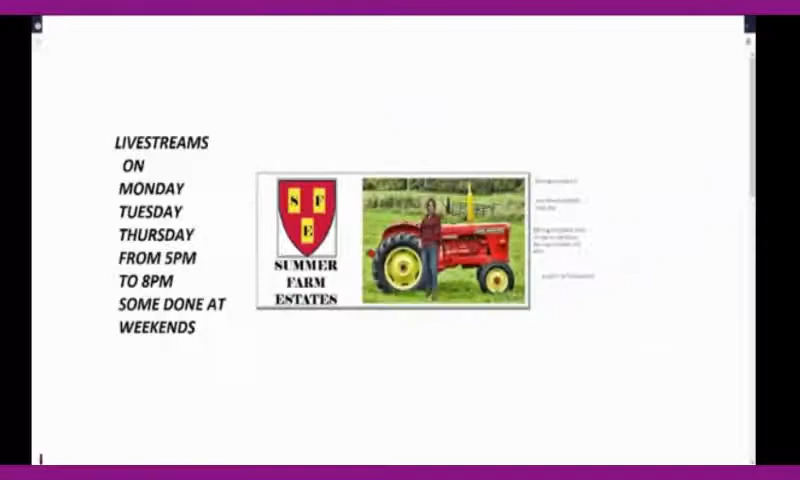 LIVESTREAMS
ON
MONDAY
TUESDAY
THURSDAY
FROM 5PM
TO 8PM
SOME DONE AT
WEEKENDS
S F
E
SUMMER
FARM
ESTATES